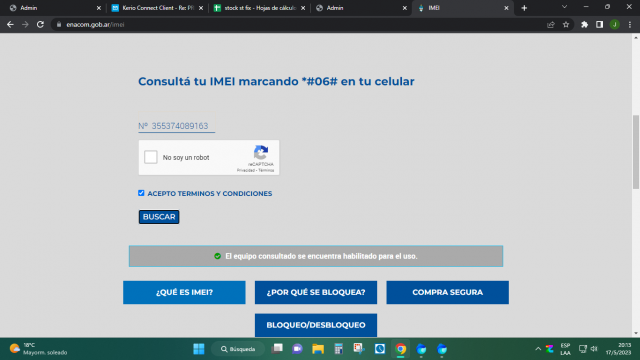 Admin
Kerio Connect Client - Re: PR
stock st fix - Hojas de cálculo
Admin
IMEI
enacom.gob.ar/imei
J
Consultá tu IMEI marcando *#06# en tu celular
Nº 355374089163
No soy un robot
reCAPTCHA
Privacidad - Términos
ACEPTO TERMINOS Y CONDICIONES
BUSCAR
El equipo consultado se encuentra habilitado para el uso.
¿QUÉ ES IMEI?
¿POR QUÉ SE BLOQUEA?
COMPRA SEGURA
BLOQUEO/DESBLOQUEO
18°C
Mayorm. soleado
Búsqueda
ESP
LAA
20:15
17/5/2023